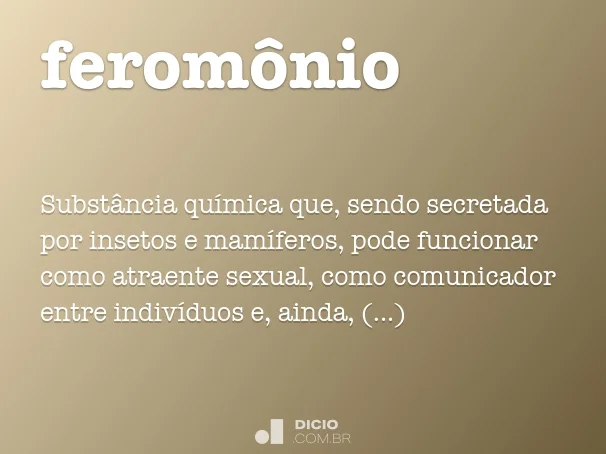 feromônio
Substância química que, sendo secretada
por insetos e mamíferos, pode funcionar
como atraente sexual, como comunicador
entre indivíduos e, ainda, (...)
DICIO
.COM.BR